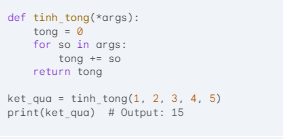 def tinh_tong(*args):
    tong = 0
    for so in args:
        tong += so
    return tong

ket_qua = tinh_tong(1, 2, 3, 4, 5)
print(ket_qua)  # Output: 15